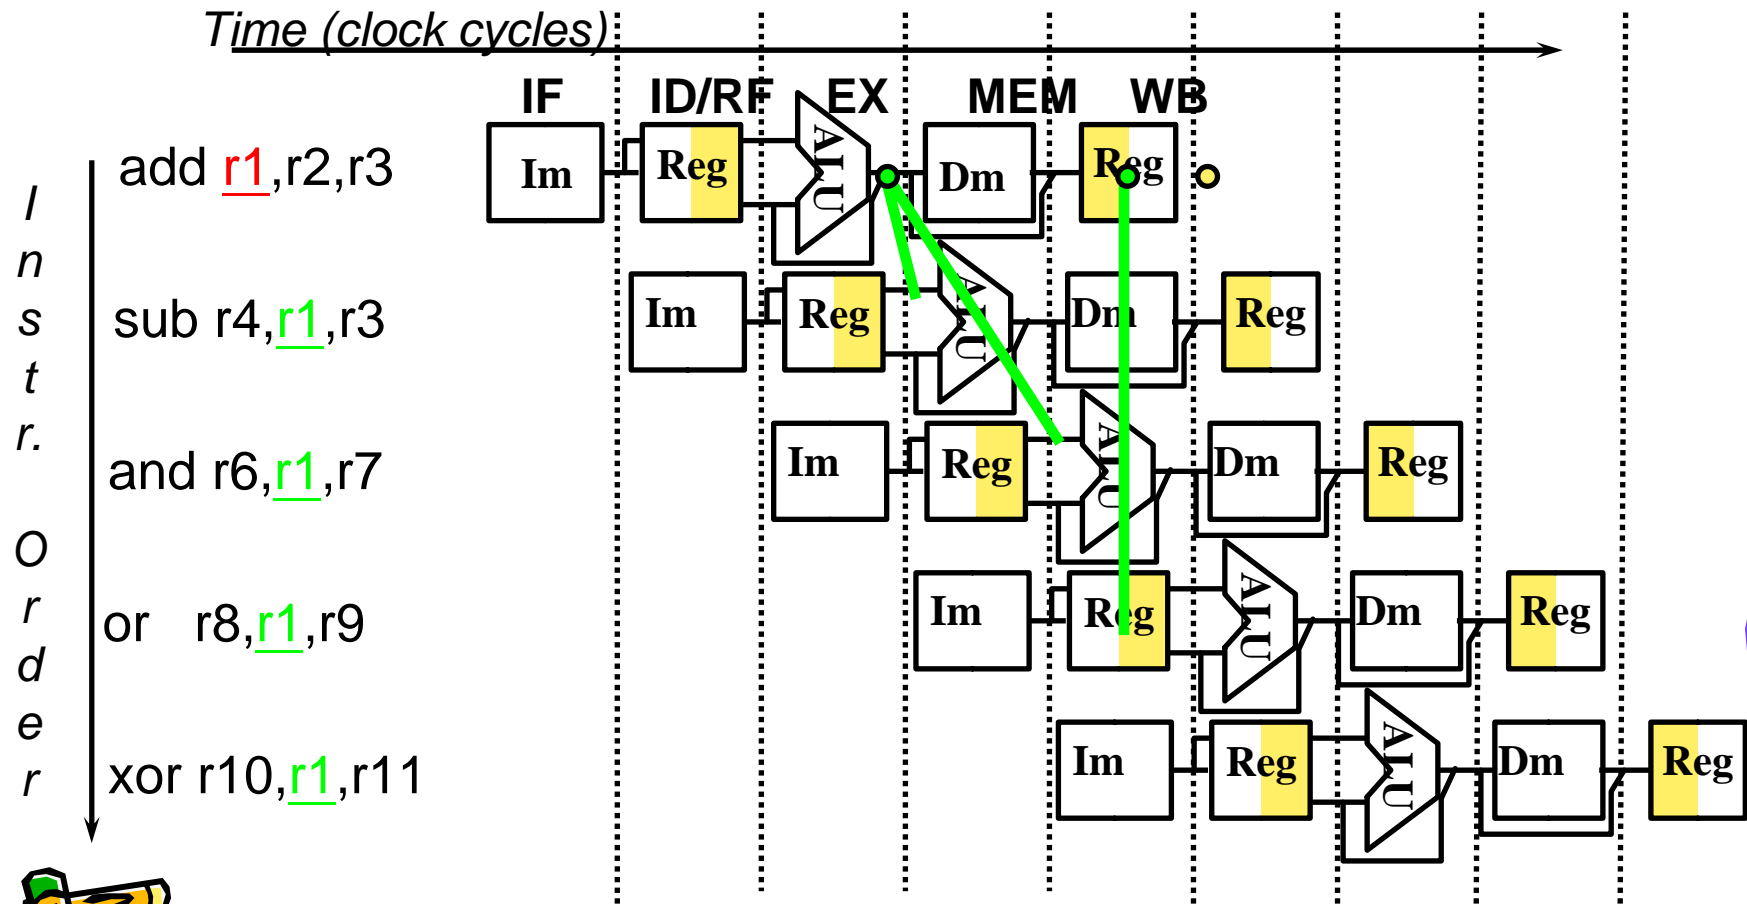 Time (clock cycles)
IF ID/RF EX MEM WB
Instr. Order
add r1,r2,r3
Im Reg ALU Dm Reg
sub r4,r1,r3
Im Reg ALU Dm Reg
and r6,r1,r7
Im Reg ALU Dm Reg
or r8,r1,r9
Im Reg ALU Dm Reg
xor r10,r1,r11
Im Reg ALU Dm Reg